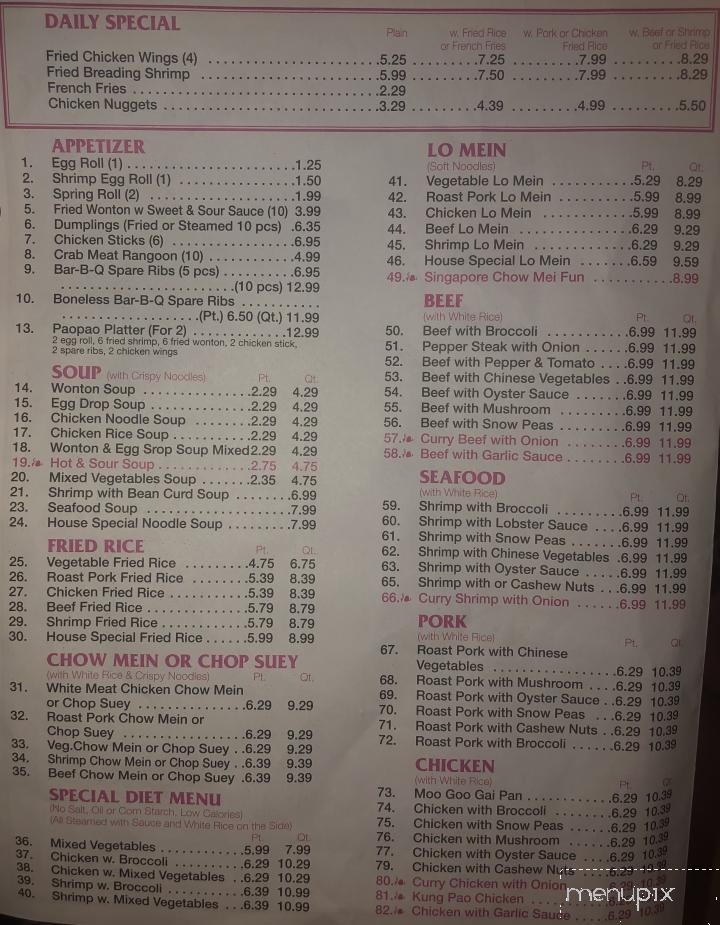 DAILY SPECIAL
Plain w. Fried Rice or French Fries w. Pork or Chicken Fried Rice w. Beef or Shrimp or Fried Rice
Fried Chicken Wings (4) 5.25 7.25 7.99 8.29
Fried Breading Shrimp 5.99 7.50 7.99 8.29
French Fries 2.29
Chicken Nuggets 3.29 4.39 4.99 5.50
APPETIZER
1. Egg Roll (1) 1.25
2. Shrimp Egg Roll (1) 1.50
3. Spring Roll (2) 1.99
5. Fried Wonton w Sweet & Sour Sauce (10) 3.99
6. Dumplings (Fried or Steamed 10 pcs) .6.35
7. Chicken Sticks (6) 6.95
8. Crab Meat Rangoon (10) 4.99
9. Bar-B-Q Spare Ribs (5 pcs) 6.95
(10 pcs) 12.99
10. Boneless Bar-B-Q Spare Ribs
(Pt.) 6.50 (Qt.) 11.99
13. Paopao Platter (For 2) 12.99
2 egg roll, 6 fried shrimp, 6 fried wonton, 2 chicken stick,
2 spare ribs, 2 chicken wings
SOUP (with Crispy Noodles) Pt. Qt.
14. Wonton Soup 2.29 4.29
15. Egg Drop Soup 2.29 4.29
16. Chicken Noodle Soup 2.29 4.29
17. Chicken Rice Soup 2.29 4.29
18. Wonton & Egg Srop Soup Mixed 2.29 4.29
19. Hot & Sour Soup 2.75 4.75
20. Mixed Vegetables Soup 2.35 4.75
21. Shrimp with Bean Curd Soup 6.99
23. Seafood Soup 7.99
24. House Special Noodle Soup 7.99
FRIED RICE Pt. Qt.
25. Vegetable Fried Rice 4.75 6.75
26. Roast Pork Fried Rice 5.39 8.39
27. Chicken Fried Rice 5.39 8.39
28. Beef Fried Rice 5.79 8.79
29. Shrimp Fried Rice 5.79 8.79
30. House Special Fried Rice 5.99 8.99
CHOW MEIN OR CHOP SUEY
(with White Rice & Crispy Noodles) Pt. Qt.
31. White Meat Chicken Chow Mein
or Chop Suey 6.29 9.29
32. Roast Pork Chow Mein or
Chop Suey 6.29 9.29
33. Veg.Chow Mein or Chop Suey 6.29 9.29
34. Shrimp Chow Mein or Chop Suey 6.39 9.39
35. Beef Chow Mein or Chop Suey 6.39 9.39
SPECIAL DIET MENU
(No Salt, Oil or Corn Starch, Low Calories)
(All Steamed with Sauce and White Rice on the Side)
Pt. Qt.
36. Mixed Vegetables 5.99 7.99
37. Chicken w. Broccoli 6.29 10.29
38. Chicken w. Mixed Vegetables 6.29 10.29
39. Shrimp w. Broccoli 6.39 10.99
40. Shrimp w. Mixed Vegetables 6.39 10.99
LO MEIN
(Soft Noodles) Pt. Qt.
41. Vegetable Lo Mein 5.29 8.29
42. Roast Pork Lo Mein 5.99 8.99
43. Chicken Lo Mein 5.99 8.99
44. Beef Lo Mein 6.29 9.29
45. Shrimp Lo Mein 6.29 9.29
46. House Special Lo Mein 6.59 9.59
49. Singapore Chow Mei Fun 8.99
BEEF
(with White Rice) Pt. Qt.
50. Beef with Broccoli 6.99 11.99
51. Pepper Steak with Onion 6.99 11.99
52. Beef with Pepper & Tomato 6.99 11.99
53. Beef with Chinese Vegetables 6.99 11.99
54. Beef with Oyster Sauce 6.99 11.99
55. Beef with Mushroom 6.99 11.99
56. Beef with Snow Peas 6.99 11.99
57. Curry Beef with Onion 6.99 11.99
58. Beef with Garlic Sauce 6.99 11.99
SEAFOOD
(with White Rice) Pt. Qt.
59. Shrimp with Broccoli 6.99 11.99
60. Shrimp with Lobster Sauce 6.99 11.99
61. Shrimp with Snow Peas 6.99 11.99
62. Shrimp with Chinese Vegetables 6.99 11.99
63. Shrimp with Oyster Sauce 6.99 11.99
65. Shrimp with or Cashew Nuts 6.99 11.99
66. Curry Shrimp with Onion 6.99 11.99
PORK
(with White Rice) Pt. Qt.
67. Roast Pork with Chinese
Vegetables 6.29 10.39
68. Roast Pork with Mushroom 6.29 10.39
69. Roast Pork with Oyster Sauce 6.29 10.39
70. Roast Pork with Snow Peas 6.29 10.39
71. Roast Pork with Cashew Nuts 6.29 10.39
72. Roast Pork with Broccoli 6.29 10.39
CHICKEN
(with White Rice) Pt. Qt.
73. Moo Goo Gai Pan 6.29 10.39
74. Chicken with Broccoli 6.29 10.39
75. Chicken with Snow Peas 6.29 10.39
76. Chicken with Mushroom 6.29 10.39
77. Chicken with Oyster Sauce 6.29 10.39
79. Chicken with Cashew Nuts 6.29 10.39
80. Curry Chicken with Onion
81. Kung Pao Chicken
82. Chicken with Garlic Sauce 6.29 10.39
menupix